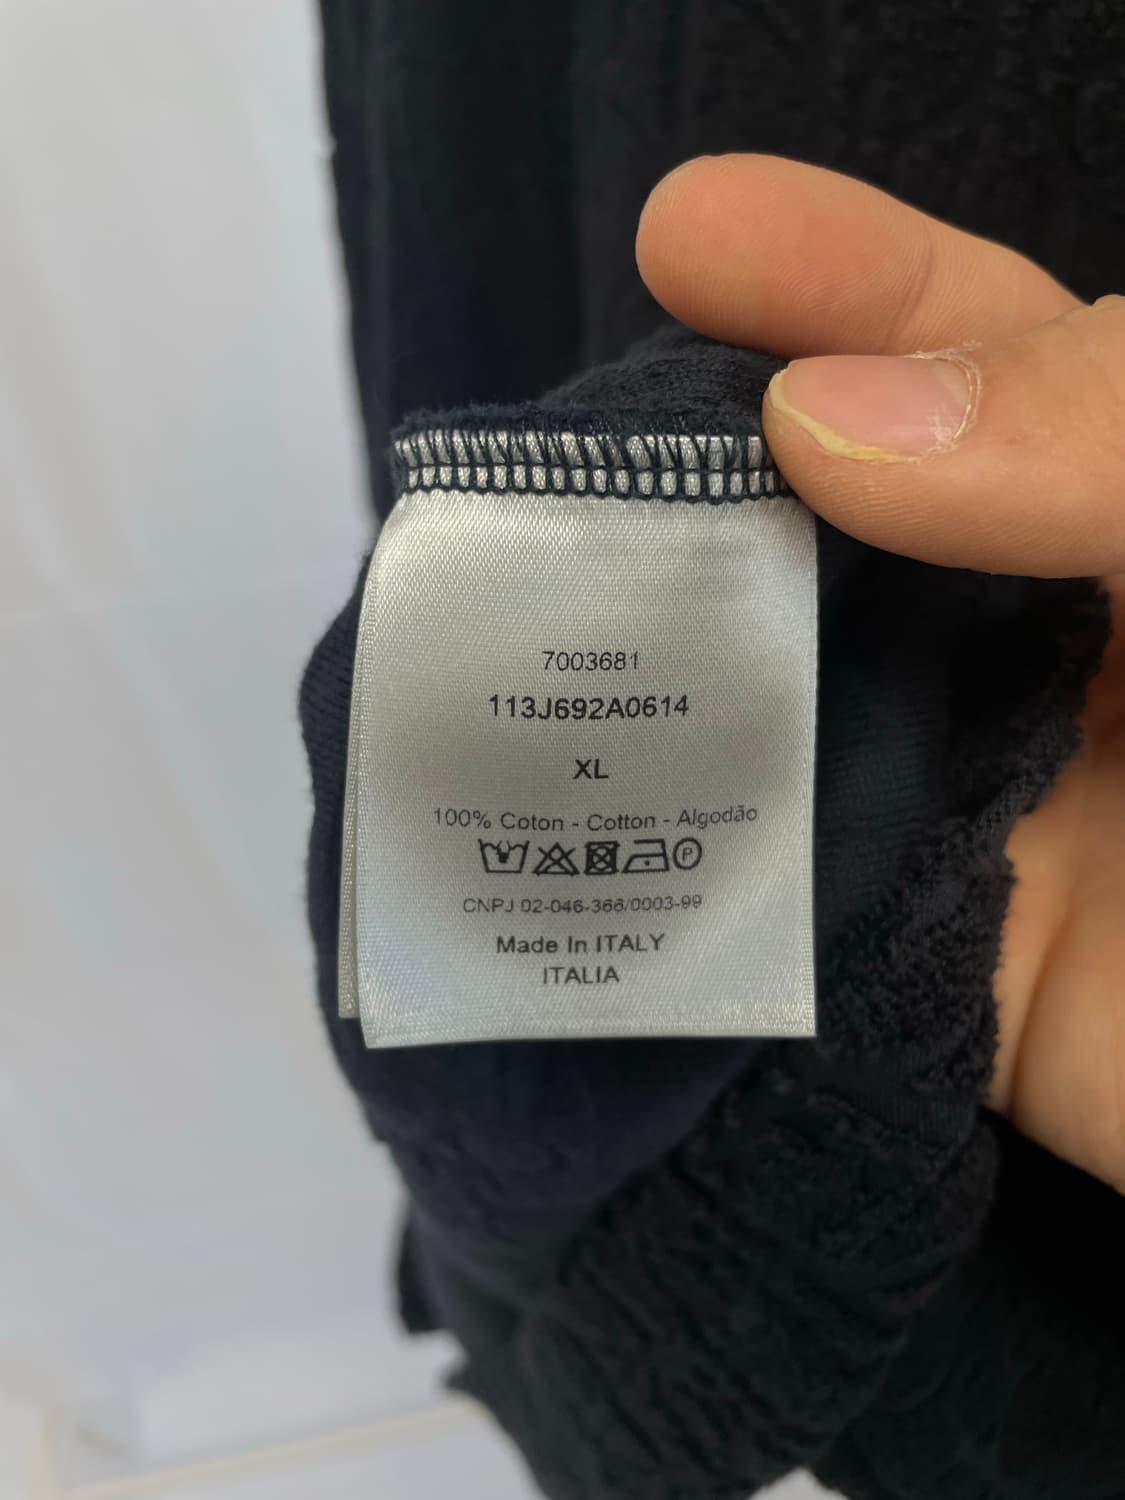 7003681
113J692A0614
XL
100% Coton - Cotton - Algodão
P
CNPJ 02-046-366/0003-99
Made In ITALY
ITALIA